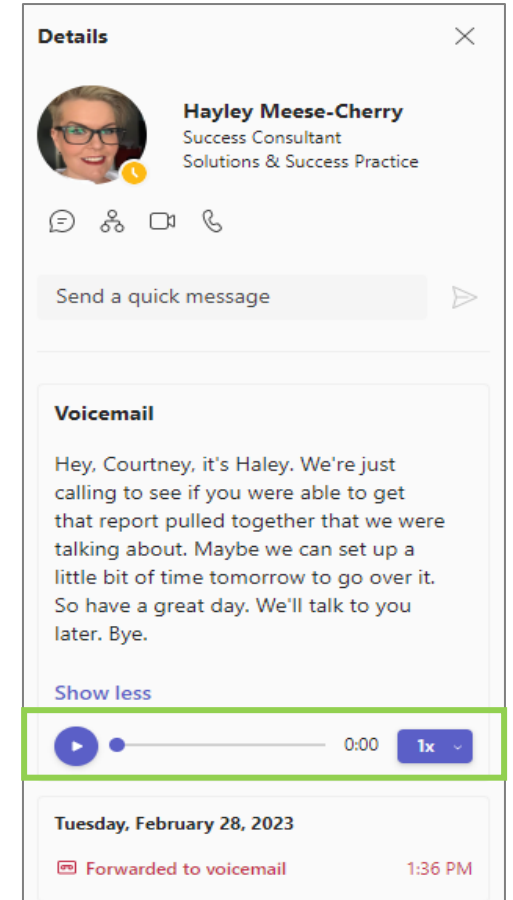 Details
Hayley Meese-Cherry
Success Consultant
Solutions & Success Practice
Send a quick message
Voicemail
Hey, Courtney, it's Haley. We're just
calling to see if you were able to get
that report pulled together that we were
talking about. Maybe we can set up a
little bit of time tomorrow to go over it.
So have a great day. We'll talk to you
later. Bye.
Show less
0:00 1x
Tuesday, February 28, 2023
Forwarded to voicemail 1:36 PM